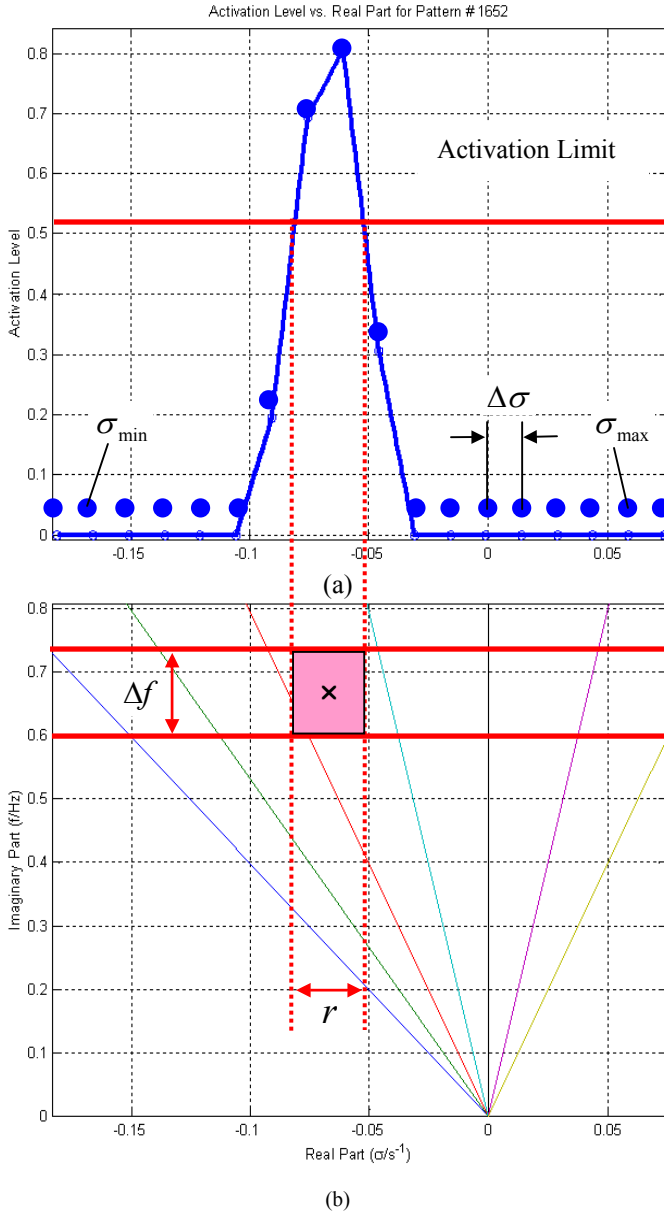 Activation Level vs. Real Part for Pattern # 1652
0.8
0.7
0.6
0.5
0.4
0.3
0.2
0.1
0
Activation Level
Activation Limit
σmin
Δσ
σmax
-0.15
-0.1
-0.05
0
0.05
(a)
0.8
0.7
0.6
0.5
0.4
0.3
0.2
0.1
0
Imaginary Part (f/Hz)
Δf
r
-0.15
-0.1
-0.05
0
0.05
Real Part (σ/s⁻¹)
(b)